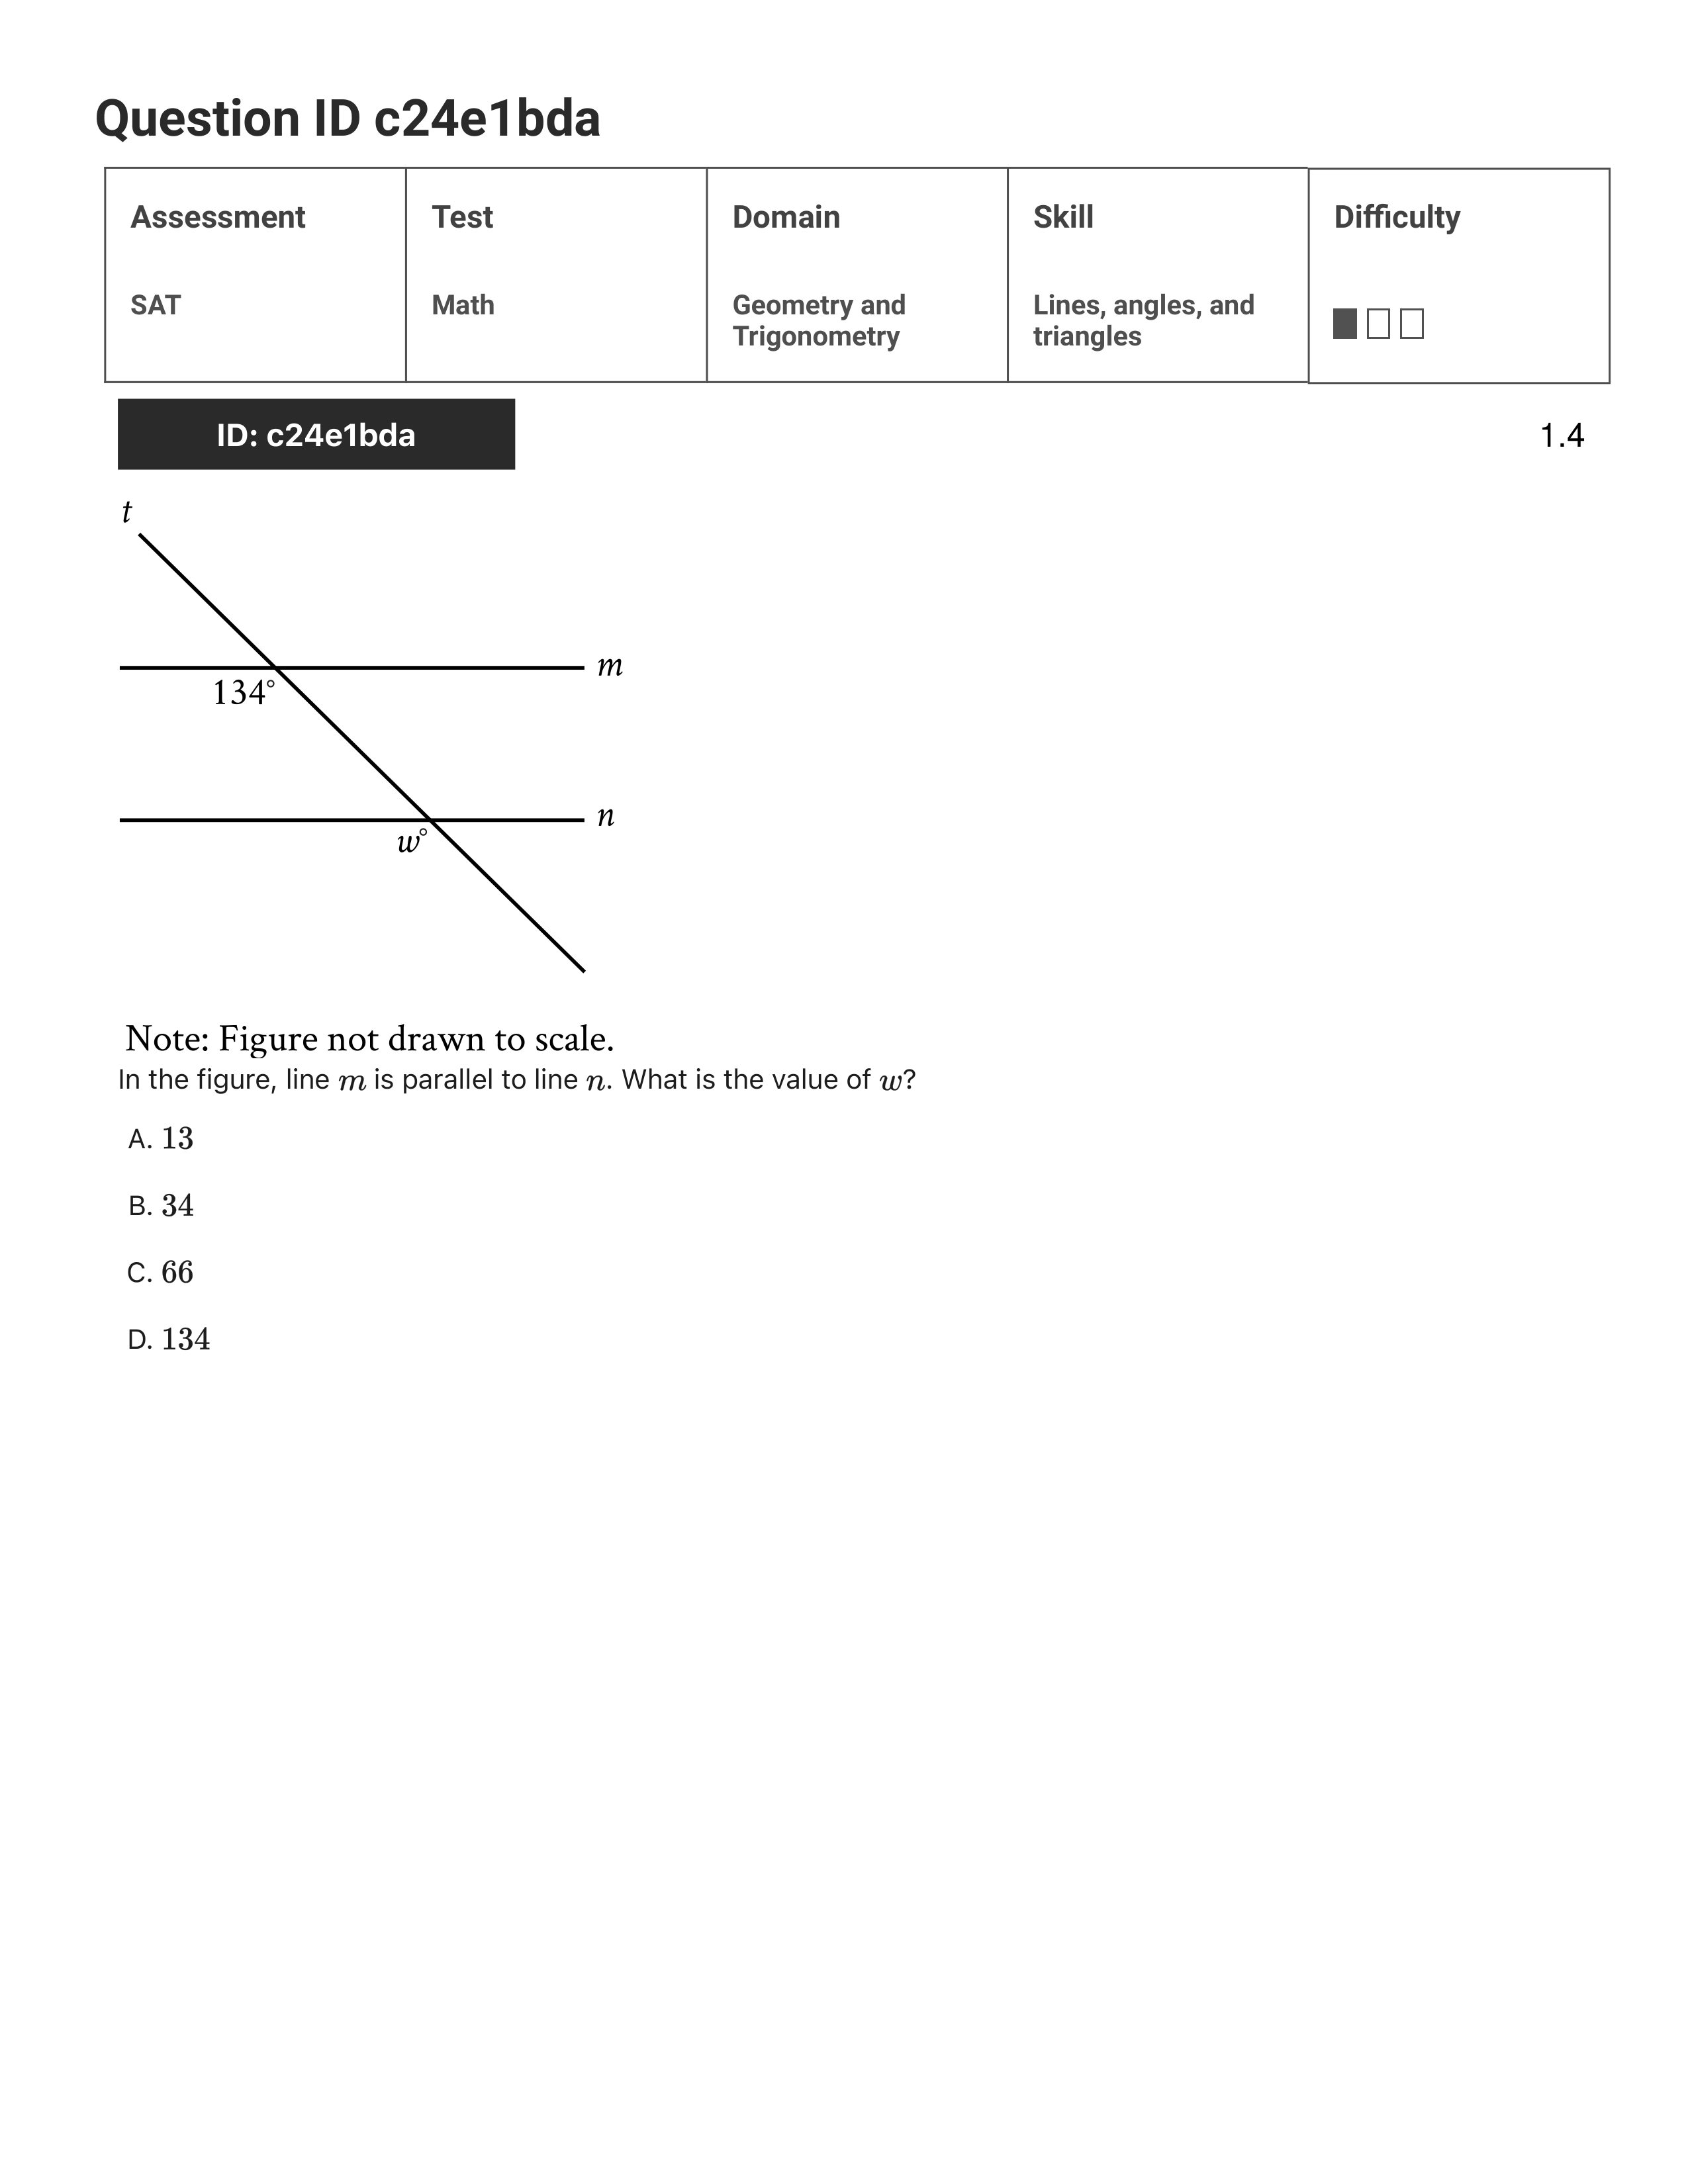 Question ID c24e1bda
Assessment Test Domain Skill Difficulty
SAT Math Geometry and Trigonometry Lines, angles, and triangles
ID: c24e1bda 1.4
t
m
134°
n
w°
Note: Figure not drawn to scale.
In the figure, line m is parallel to line n. What is the value of w?
A. 13
B. 34
C. 66
D. 134